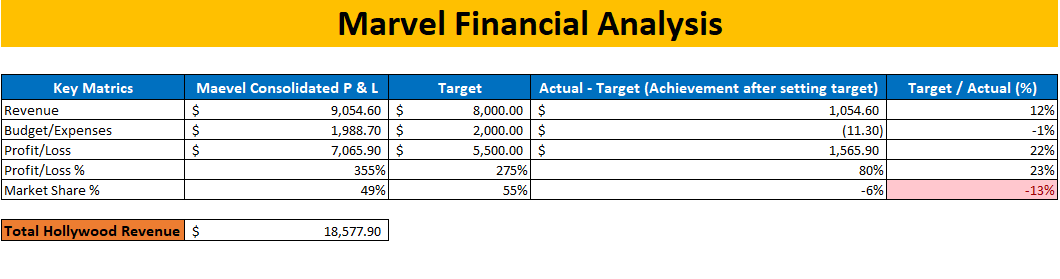 Marvel Financial Analysis
Key Matrics Maevel Consolidated P & L Target Actual - Target (Achievement after setting target) Target / Actual (%)
Revenue $ 9,054.60 $ 8,000.00 $ 1,054.60 12%
Budget/Expenses $ 1,988.70 $ 2,000.00 $ (11.30) -1%
Profit/Loss $ 7,065.90 $ 5,500.00 $ 1,565.90 22%
Profit/Loss % 355% 275% 80% 23%
Market Share % 49% 55% -6% -13%
Total Hollywood Revenue $ 18,577.90